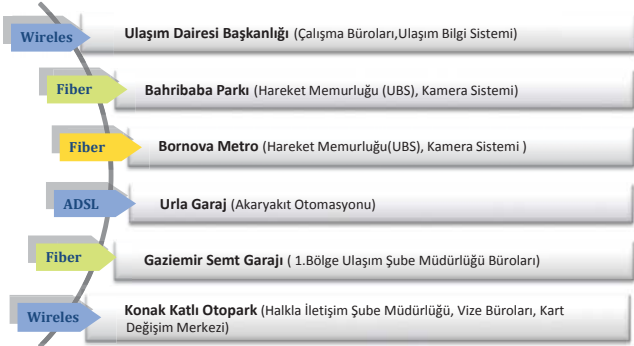 Wireles
Ulaşım Dairesi Başkanlığı (Çalışma Büroları,Ulaşım Bilgi Sistemi)
Fiber
Bahribaba Parkı (Hareket Memurluğu (UBS), Kamera Sistemi)
Fiber
Bornova Metro (Hareket Memurluğu(UBS), Kamera Sistemi )
ADSL
Urla Garaj (Akaryakıt Otomasyonu)
Fiber
Gaziemir Semt Garajı ( 1.Bölge Ulaşım Şube Müdürlüğü Büroları)
Wireles
Konak Katlı Otopark (Halkla İletişim Şube Müdürlüğü, Vize Büroları, Kart
Değişim Merkezi)